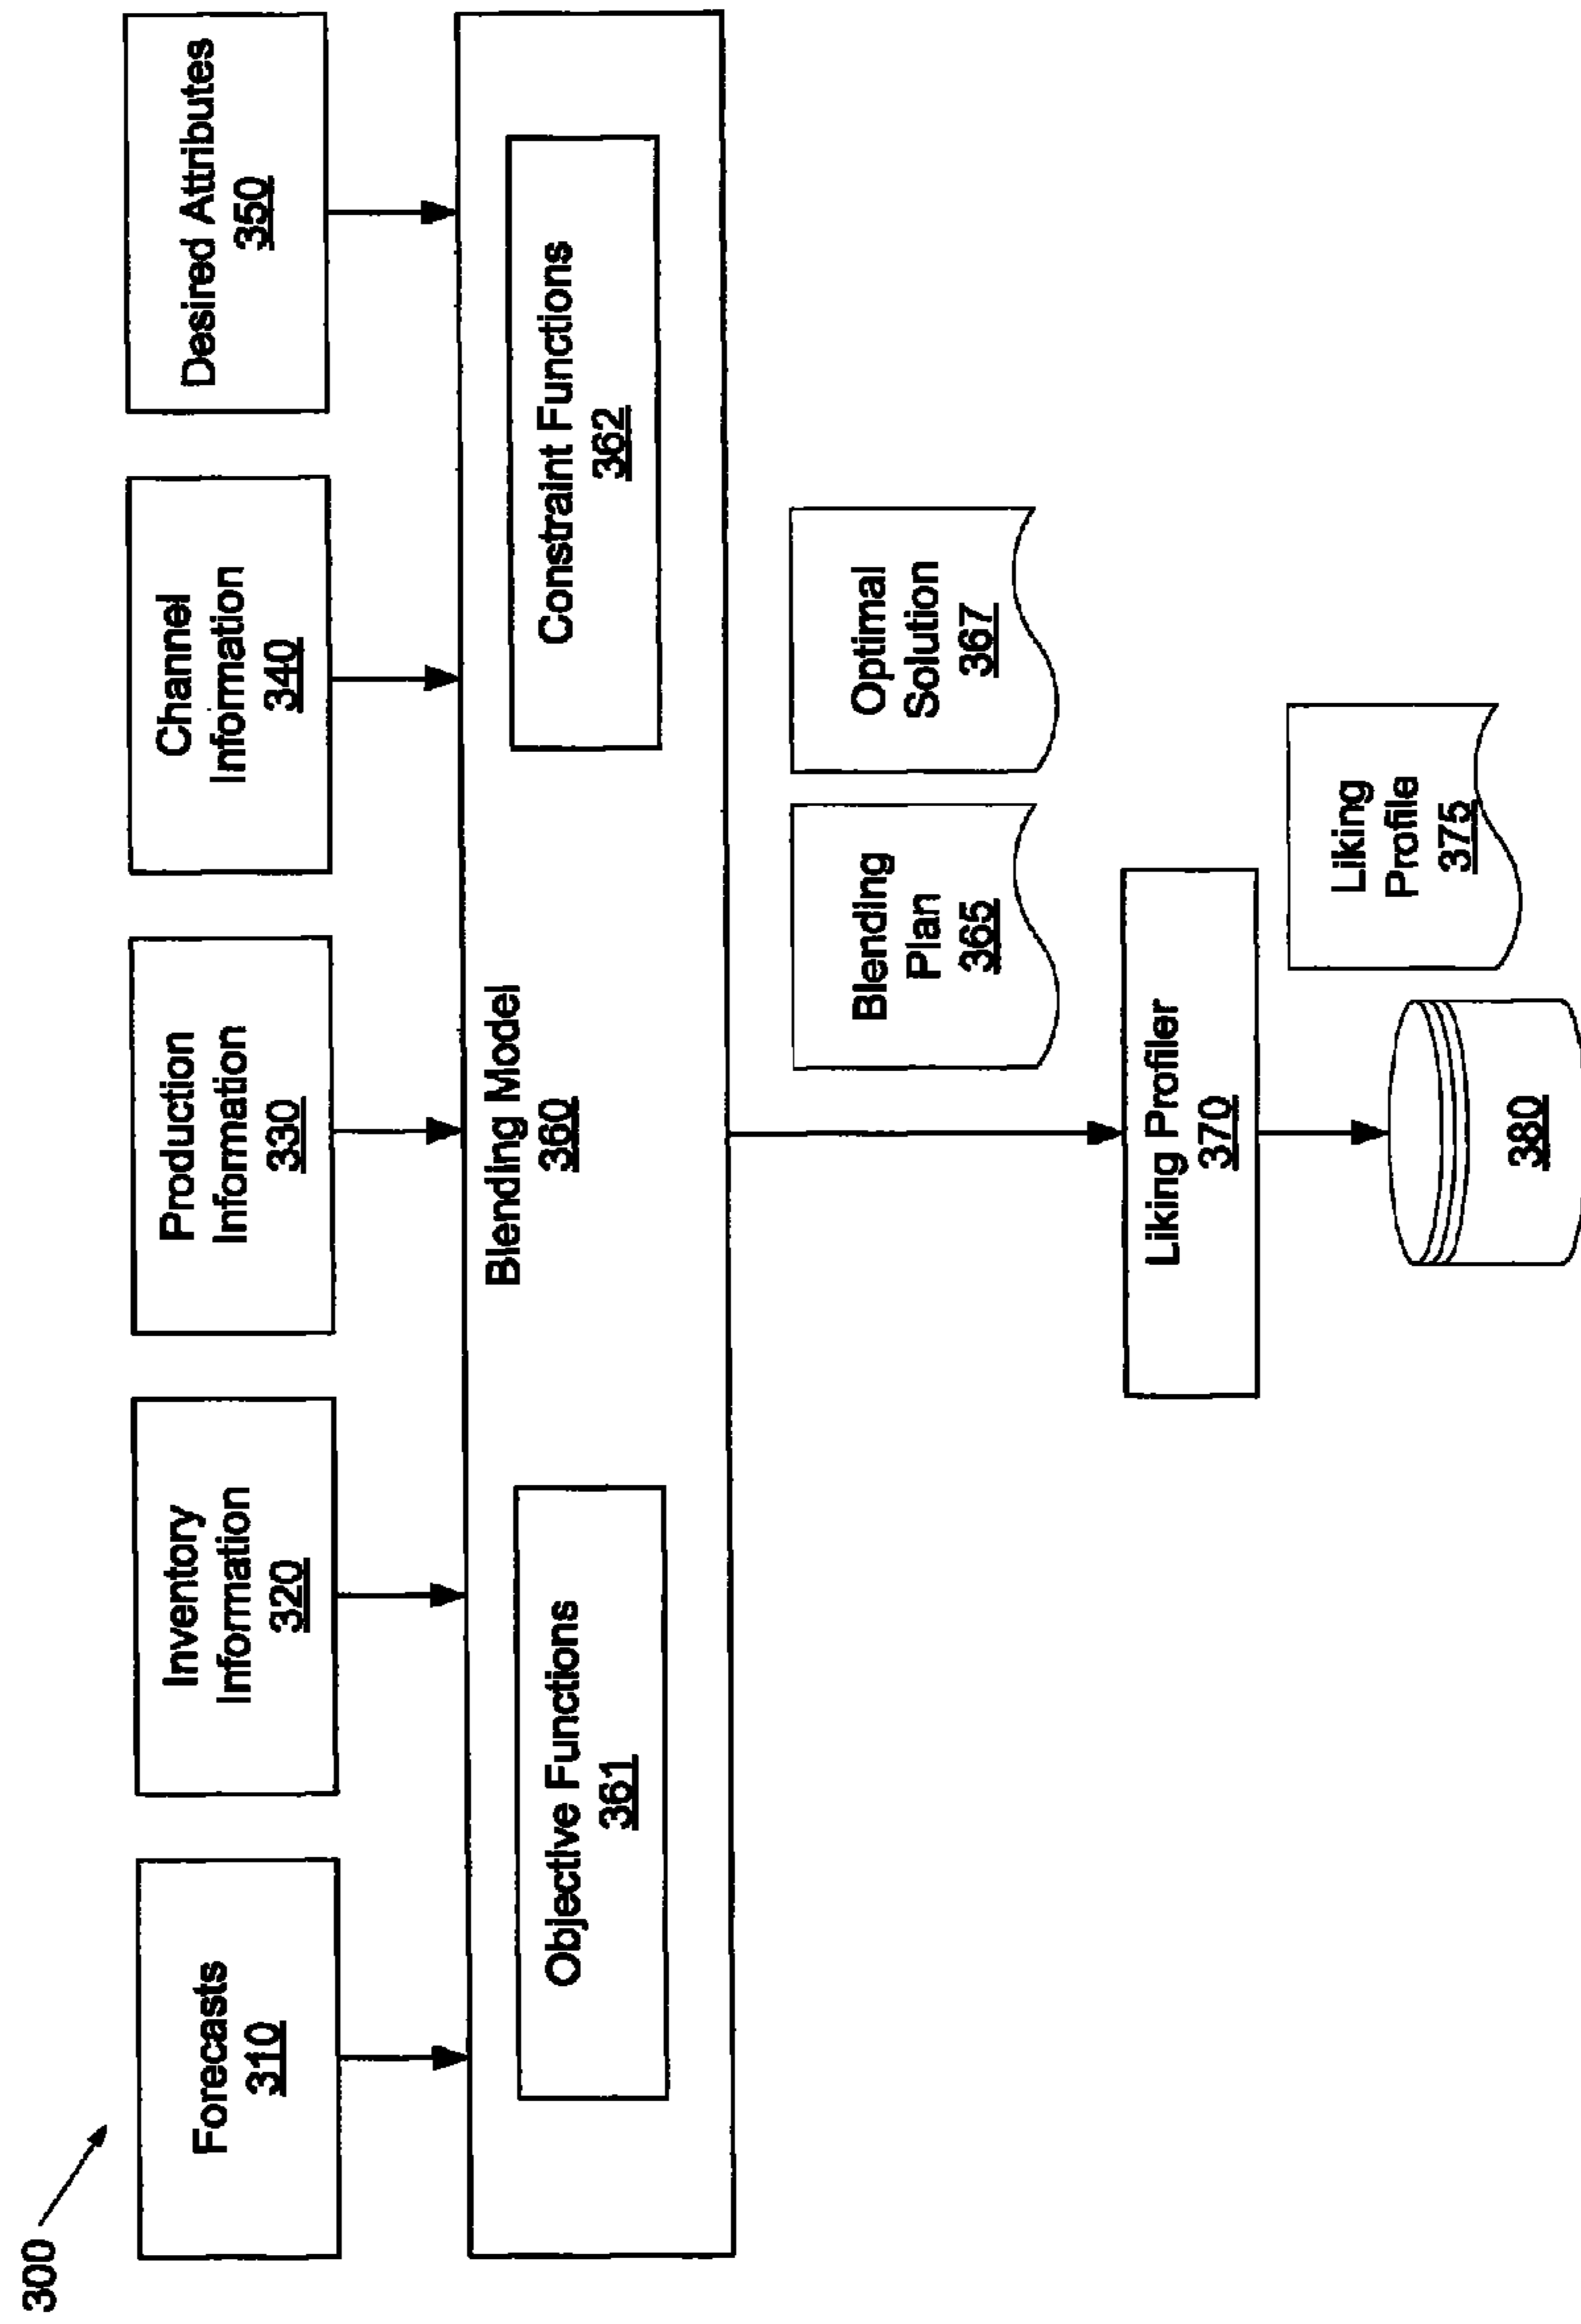 300
Forecasts
310
Inventory
Information
320
Production
Information
330
Channel
Information
340
Desired Attributes
350
Blending Model
360
Objective Functions
361
Constraint Functions
362
Blending
Plan
365
Optimal
Solution
367
Liking Profiler
370
Liking
Profile
375
380